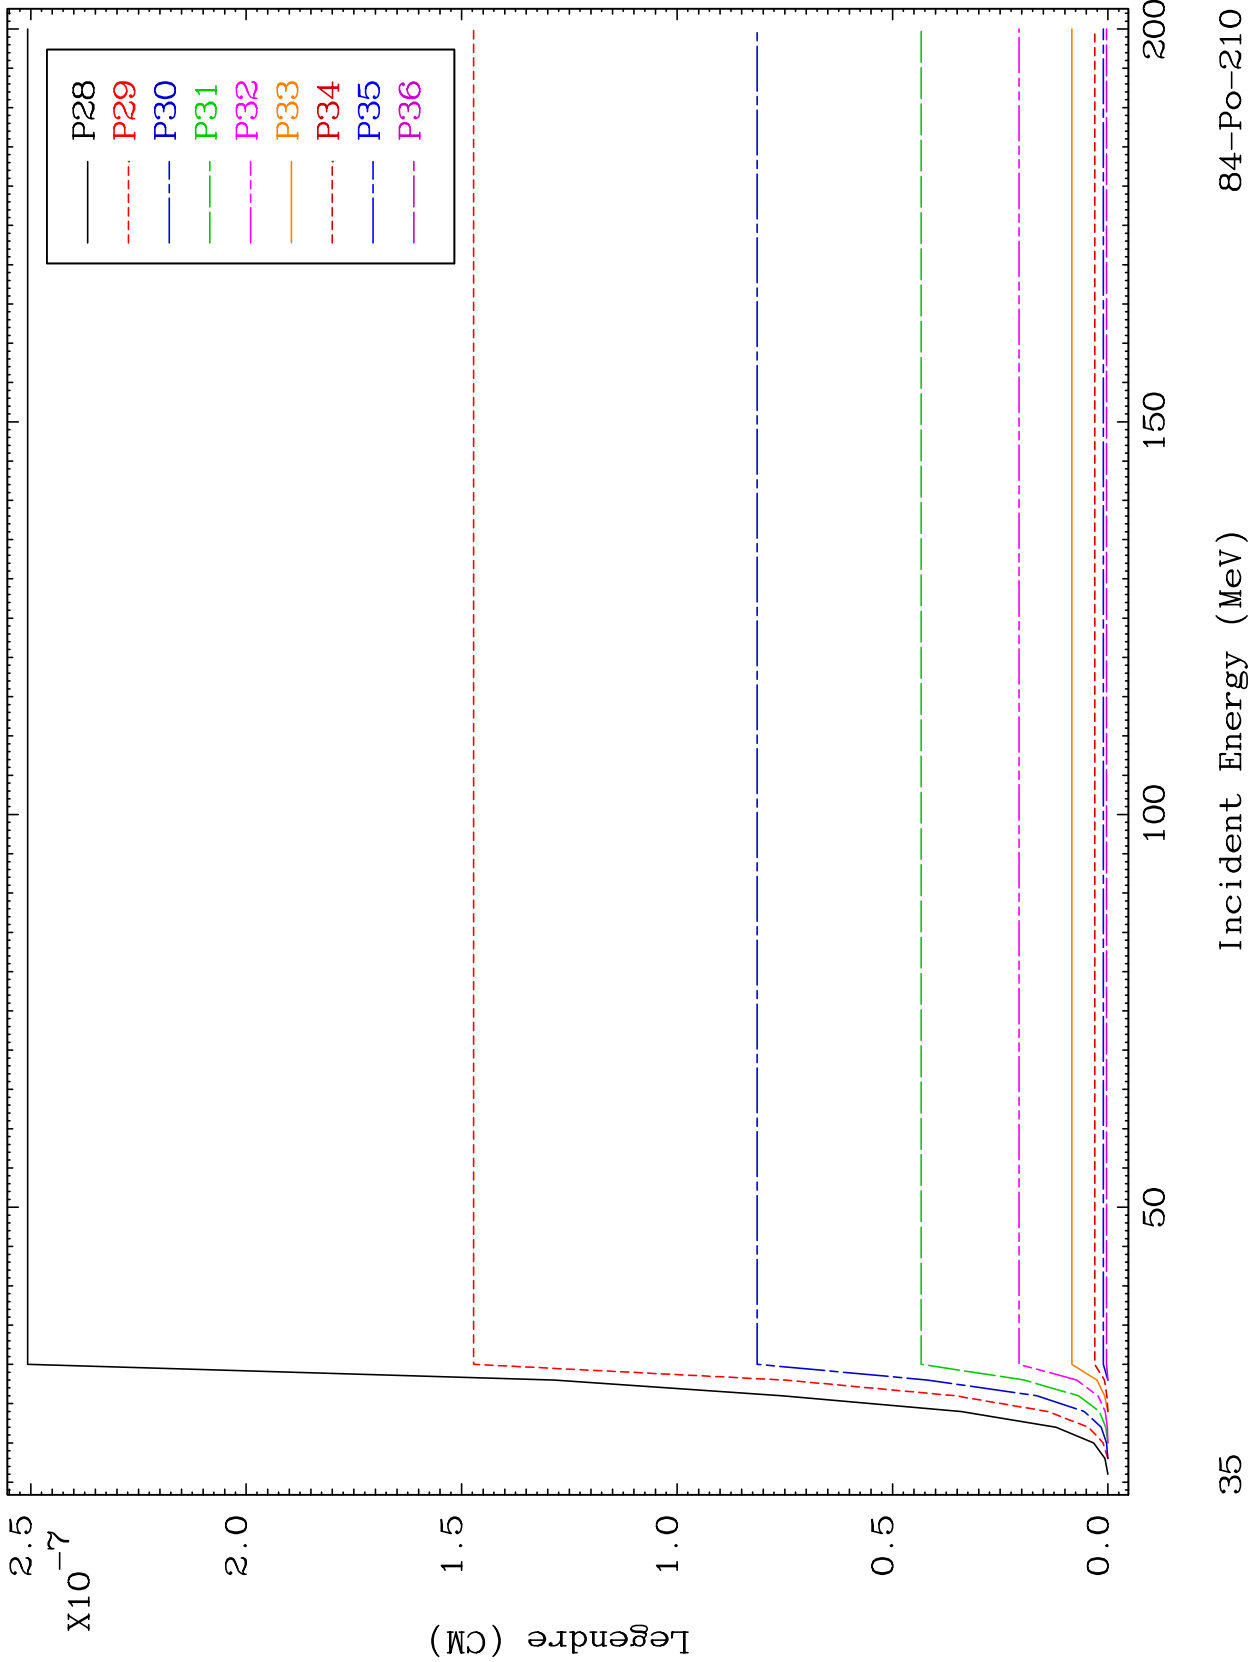 X10⁻⁷
2.5
2.0
1.5
1.0
0.5
0.0
Legendre (CM)
P28
P29
P30
P31
P32
P33
P34
P35
P36
50
100
150
200
Incident Energy (MeV)
35
84-Po-210